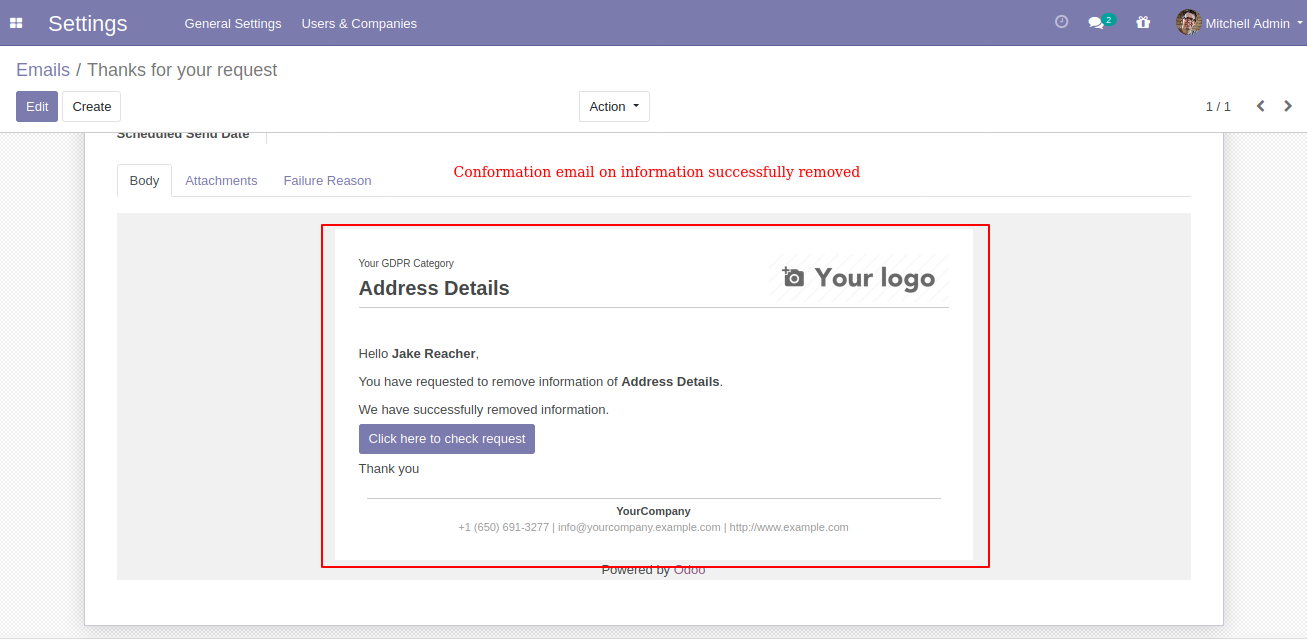 Settings General Settings Users & Companies 2 Mitchell Admin
Emails / Thanks for your request
Edit Create Action 1 / 1
Scheduled Send Date
Conformation email on information successfully removed
Body Attachments Failure Reason
Your GDPR Category
Address Details
Your logo
Hello Jake Reacher,
You have requested to remove information of Address Details.
We have successfully removed information.
Click here to check request
Thank you
YourCompany
+1 (650) 691-3277 | info@yourcompany.example.com | http://www.example.com
Powered by Odoo